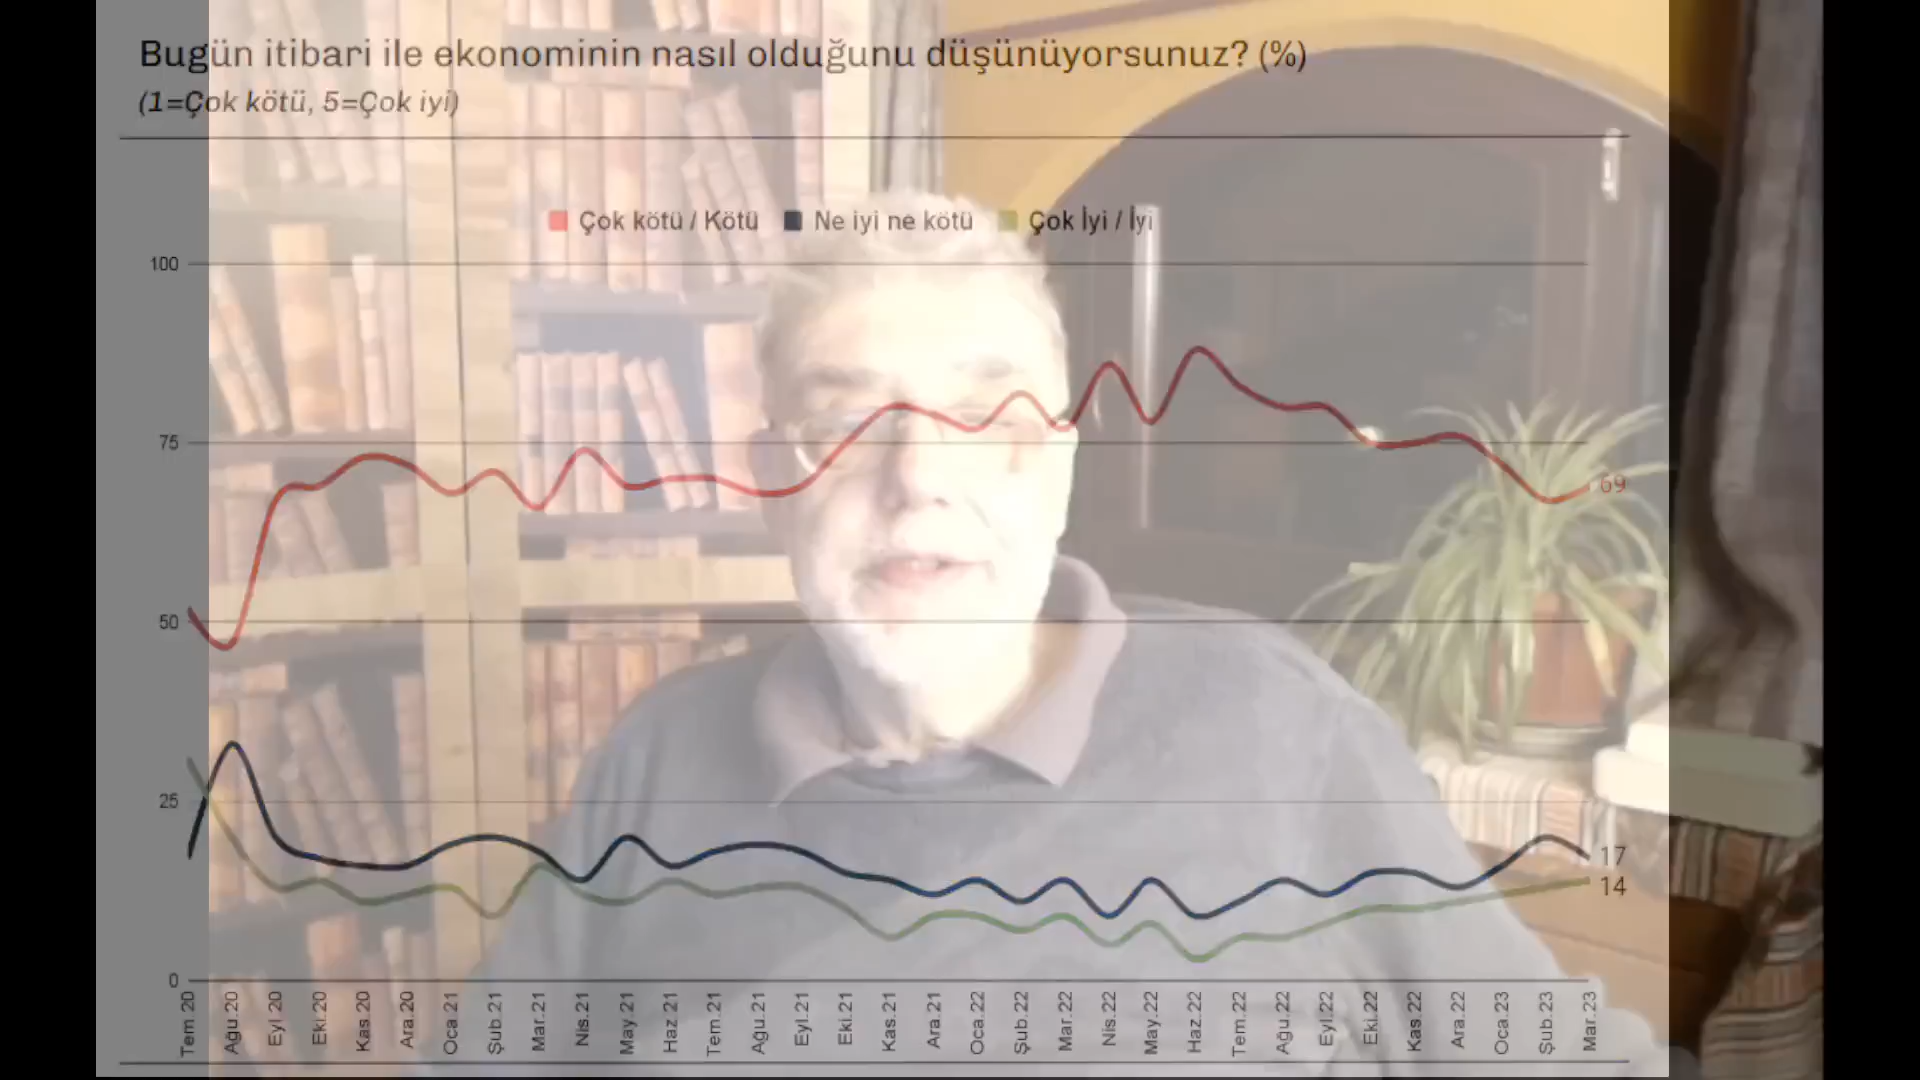 Bugün itibari ile ekonominin nasıl olduğunu düşünüyorsunuz? (%)
(1=Çok kötü, 5=Çok iyi)
Çok kötü / Kötü Ne iyi ne kötü Çok İyi / İyi
100
75
69
50
25
17
14
0
Tem.20 Ağu.20 Eyl.20 Eki.20 Kas.20 Ara.20 Oca.21 Şub.21 Mar.21 Nis.21 May.21 Haz.21 Tem.21 Ağu.21 Eyl.21 Eki.21 Kas.21 Ara.21 Oca.22 Şub.22 Mar.22 Nis.22 May.22 Haz.22 Tem.22 Ağu.22 Eyl.22 Eki.22 Kas.22 Ara.22 Oca.23 Şub.23 Mar.23